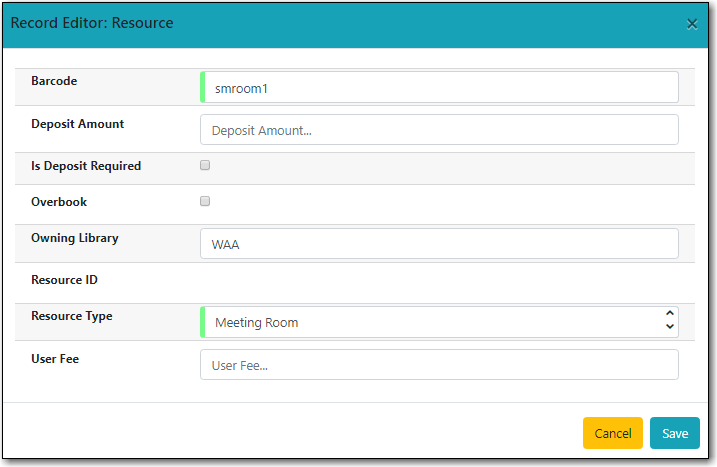 Record Editor: Resource ×
Barcode smroom1
Deposit Amount Deposit Amount...
Is Deposit Required
Overbook
Owning Library WAA
Resource ID
Resource Type Meeting Room
User Fee User Fee...
Cancel Save